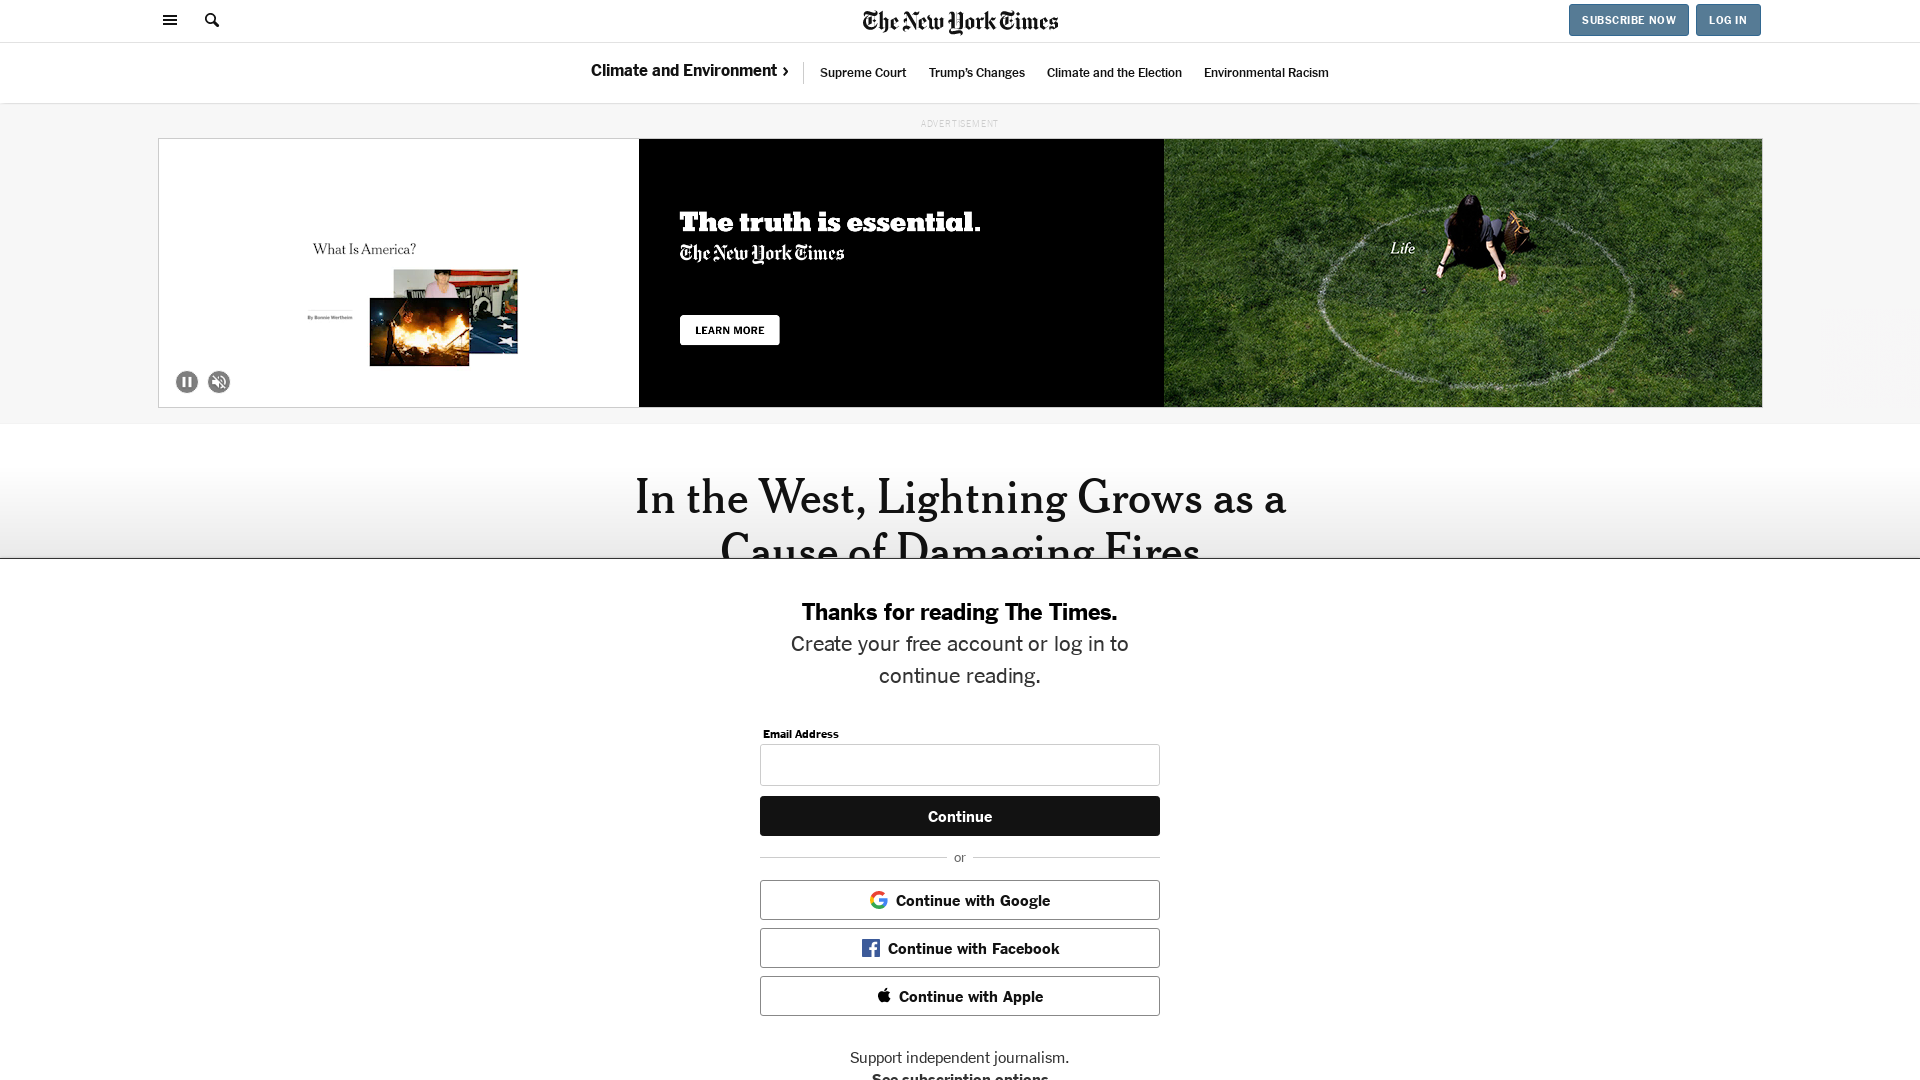 The New York Times
SUBSCRIBE NOW
LOG IN
Climate and Environment ›
Supreme Court
Trump's Changes
Climate and the Election
Environmental Racism
ADVERTISEMENT
What Is America?
By Bonnie Wertheim
The truth is essential.
The New York Times
LEARN MORE
Life
In the West, Lightning Grows as a
Cause of Damaging Fires
Thanks for reading The Times.
Create your free account or log in to
continue reading.
Email Address
Continue
or
Continue with Google
Continue with Facebook
Continue with Apple
Support independent journalism.
See subscription options